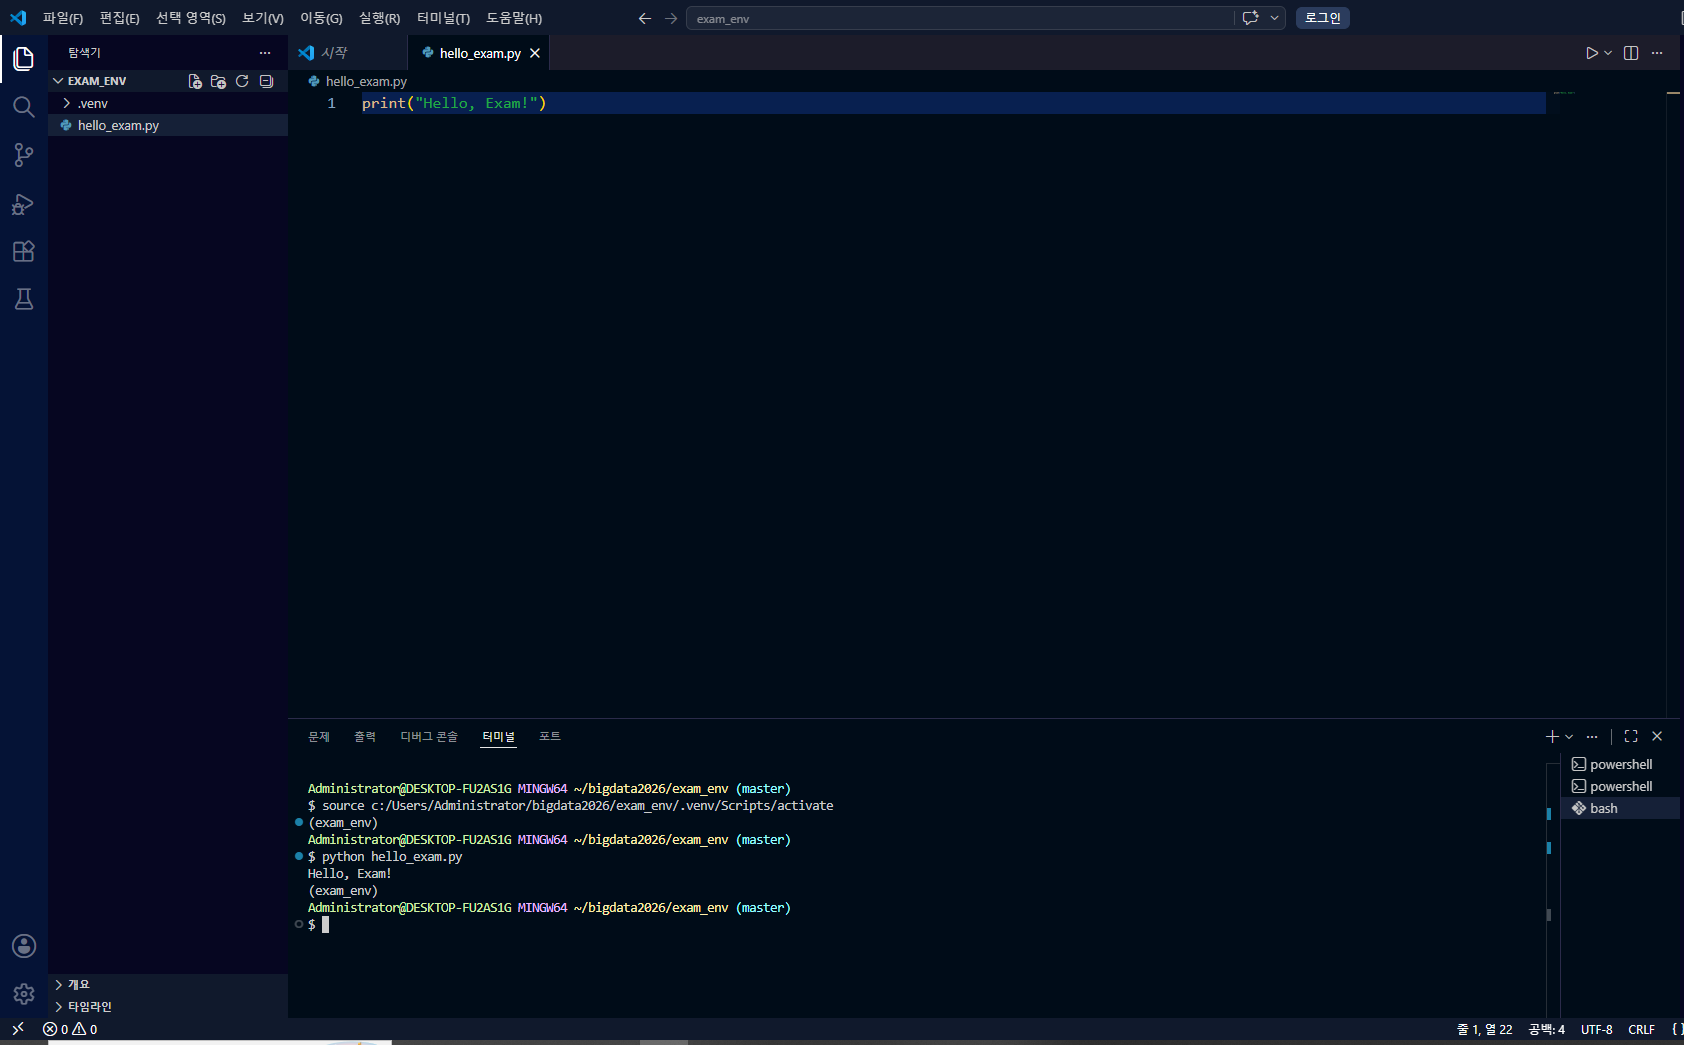 파일(F) 편집(E) 선택 영역(S) 보기(V) 이동(G) 실행(R) 터미널(T) 도움말(H) exam_env 로그인
탐색기 시작 hello_exam.py
EXAM_ENV hello_exam.py
.venv 1 print("Hello, Exam!")
hello_exam.py
문제 출력 디버그 콘솔 터미널 포트
powershell
powershell
bash
Administrator@DESKTOP-FU2AS1G MINGW64 ~/bigdata2026/exam_env (master)
$ source c:/Users/Administrator/bigdata2026/exam_env/.venv/Scripts/activate
(exam_env)
Administrator@DESKTOP-FU2AS1G MINGW64 ~/bigdata2026/exam_env (master)
$ python hello_exam.py
Hello, Exam!
(exam_env)
Administrator@DESKTOP-FU2AS1G MINGW64 ~/bigdata2026/exam_env (master)
$
개요
타임라인
0 0 줄 1, 열 22 공백: 4 UTF-8 CRLF { }